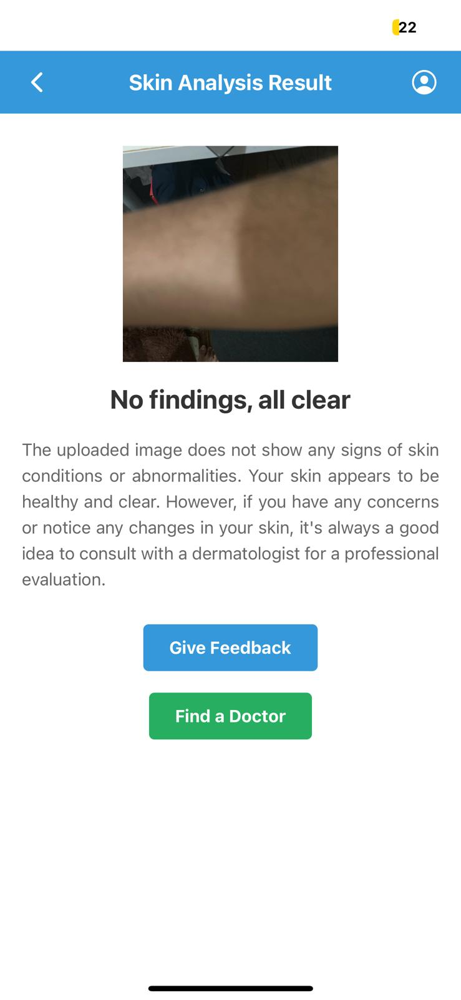 22
Skin Analysis Result
No findings, all clear
The uploaded image does not show any signs of skin
conditions or abnormalities. Your skin appears to be
healthy and clear. However, if you have any concerns
or notice any changes in your skin, it's always a good
idea to consult with a dermatologist for a professional
evaluation.
Give Feedback
Find a Doctor